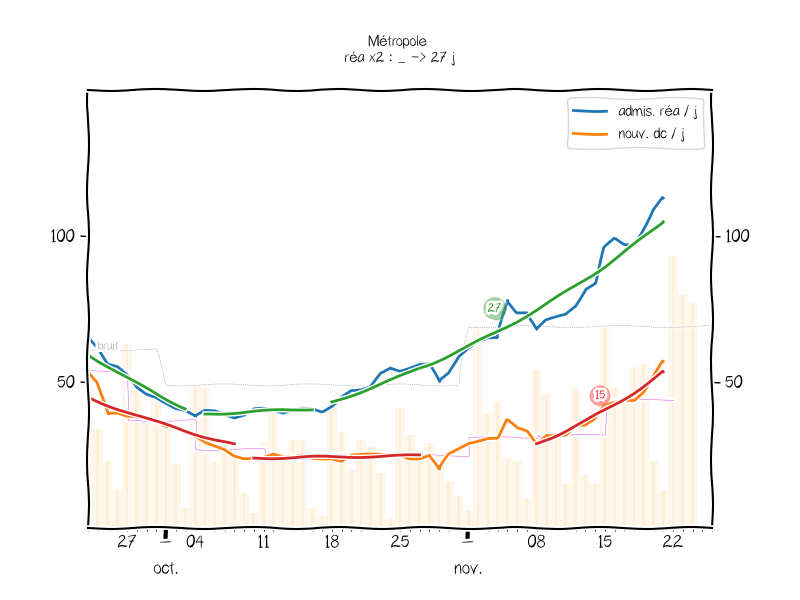 Métropole
réa x2 : _ -> 27 j
admis. réa / j
nouv. dc / j
100
100
bruit
27
50
15
50
27
04
11
18
25
08
15
22
oct.
nov.